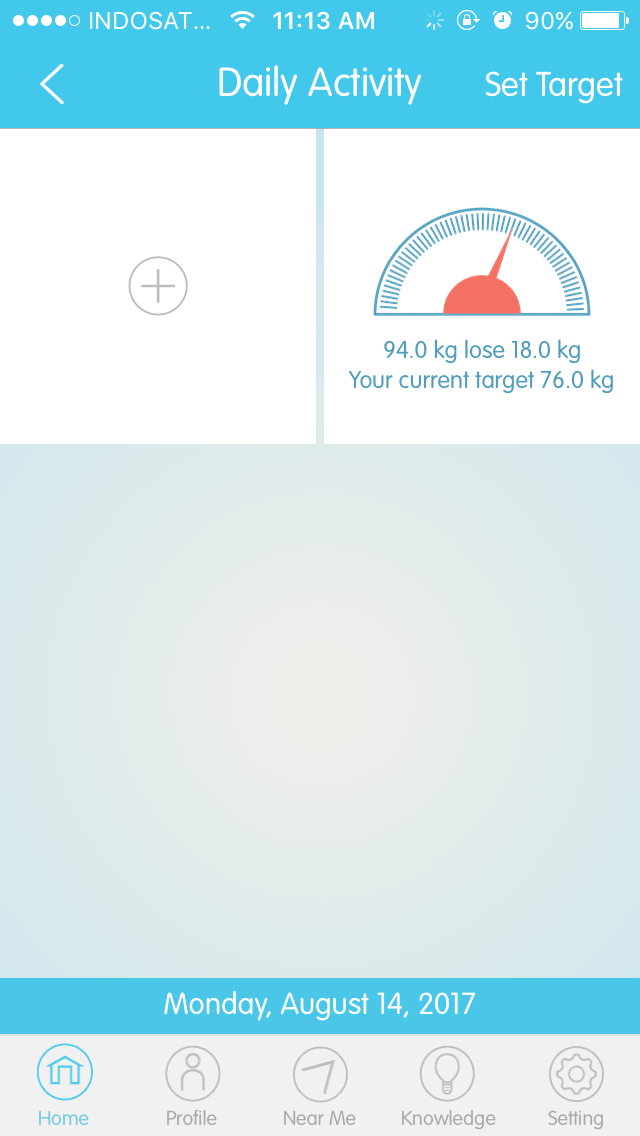 INDOSAT... 11:13 AM 90%
Daily Activity Set Target
94.0 kg lose 18.0 kg
Your current target 76.0 kg
Monday, August 14, 2017
Home Profile Near Me Knowledge Setting